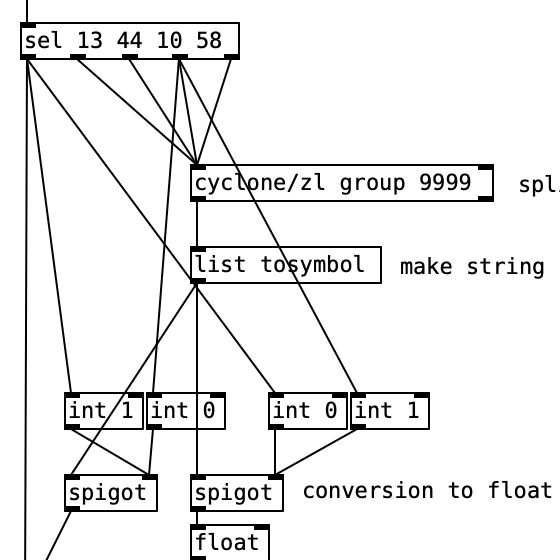 sel 13 44 10 58
cyclone/zl group 9999
list tosymbol
make string
int 1
int 0
int 0
int 1
spigot
spigot
conversion to float
float